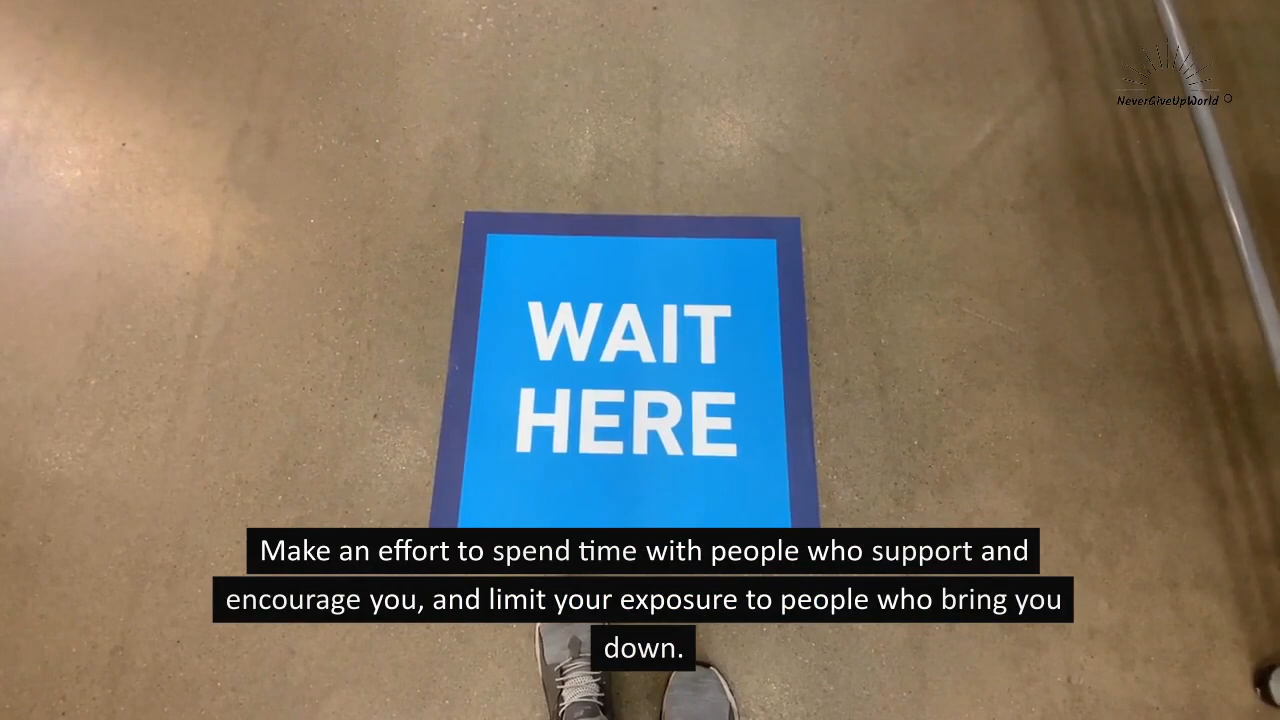 NeverGiveUpWorld
WAIT
HERE
Make an effort to spend time with people who support and
encourage you, and limit your exposure to people who bring you
down.